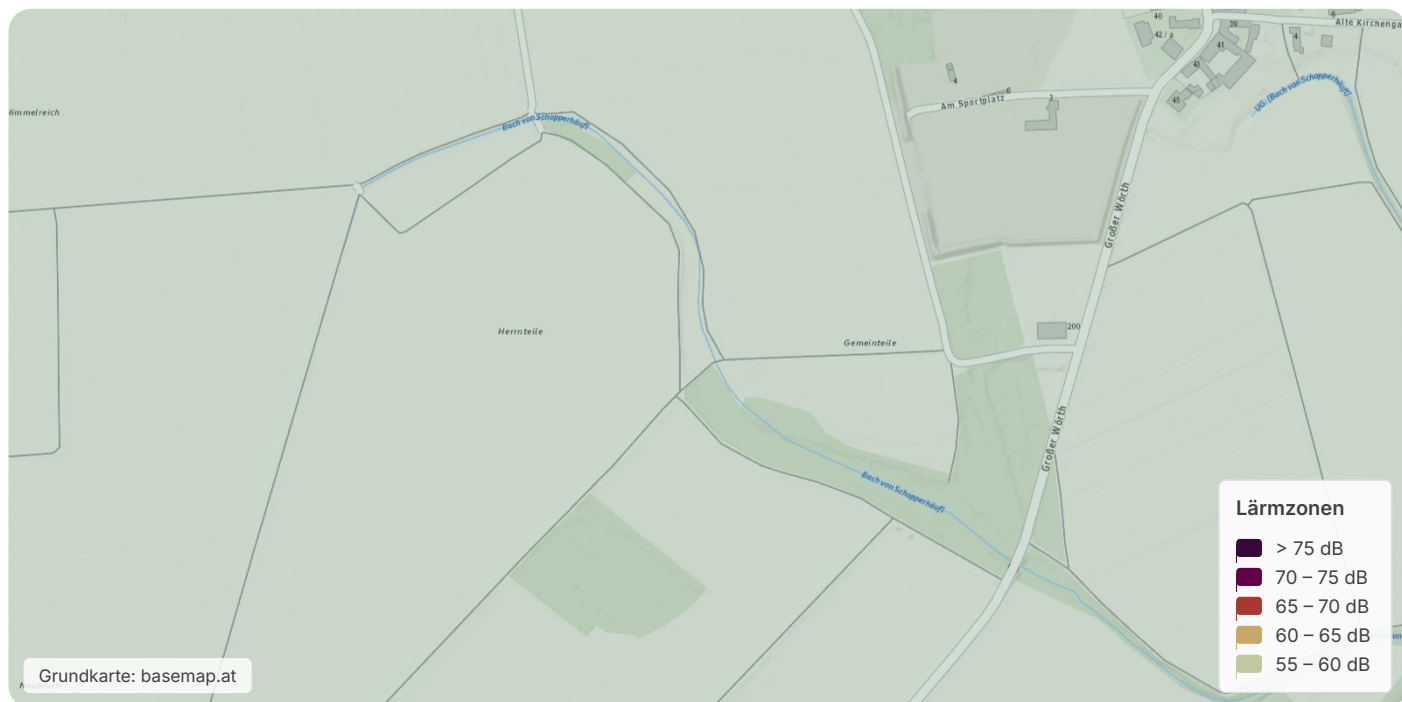 40
39
6
Alte Kirchenga
42 / a
41
4
43
45
UG: (Bach von Schopperhäufl)
4
6
3
Am Sportplatz
Himmelreich
Bach von Schopperhäufl
Großer Wörth
Herrnteile
200
Gemeinteile
Großer Wörth
Bach von Schopperhäufl
Lärmzonen
> 75 dB
70 – 75 dB
65 – 70 dB
60 – 65 dB
55 – 60 dB
Grundkarte: basemap.at